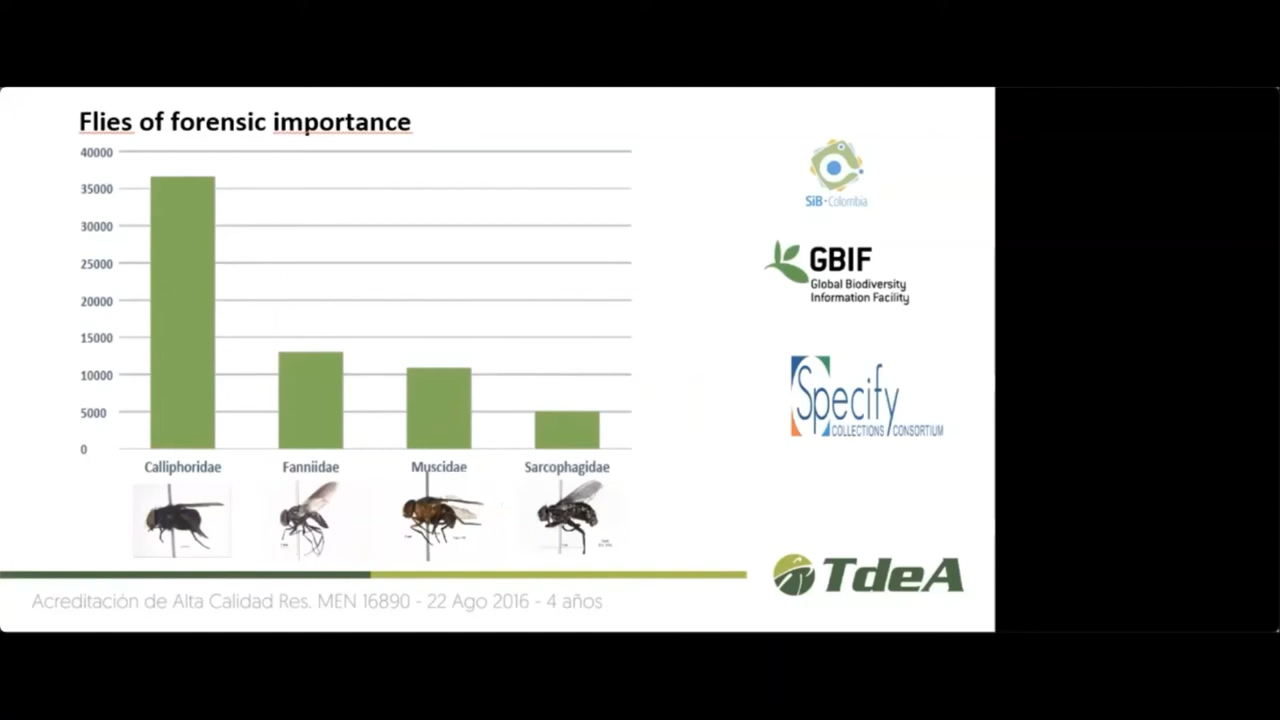 Flies of forensic importance
40000
35000
30000
25000
20000
15000
10000
5000
0
Calliphoridae
Fanniidae
Muscidae
Sarcophagidae
SiB·Colombia
GBIF
Global Biodiversity
Information Facility
Specify
COLLECTIONS CONSORTIUM
TdeA
Acreditación de Alta Calidad Res. MEN 16890 - 22 Ago 2016 - 4 años